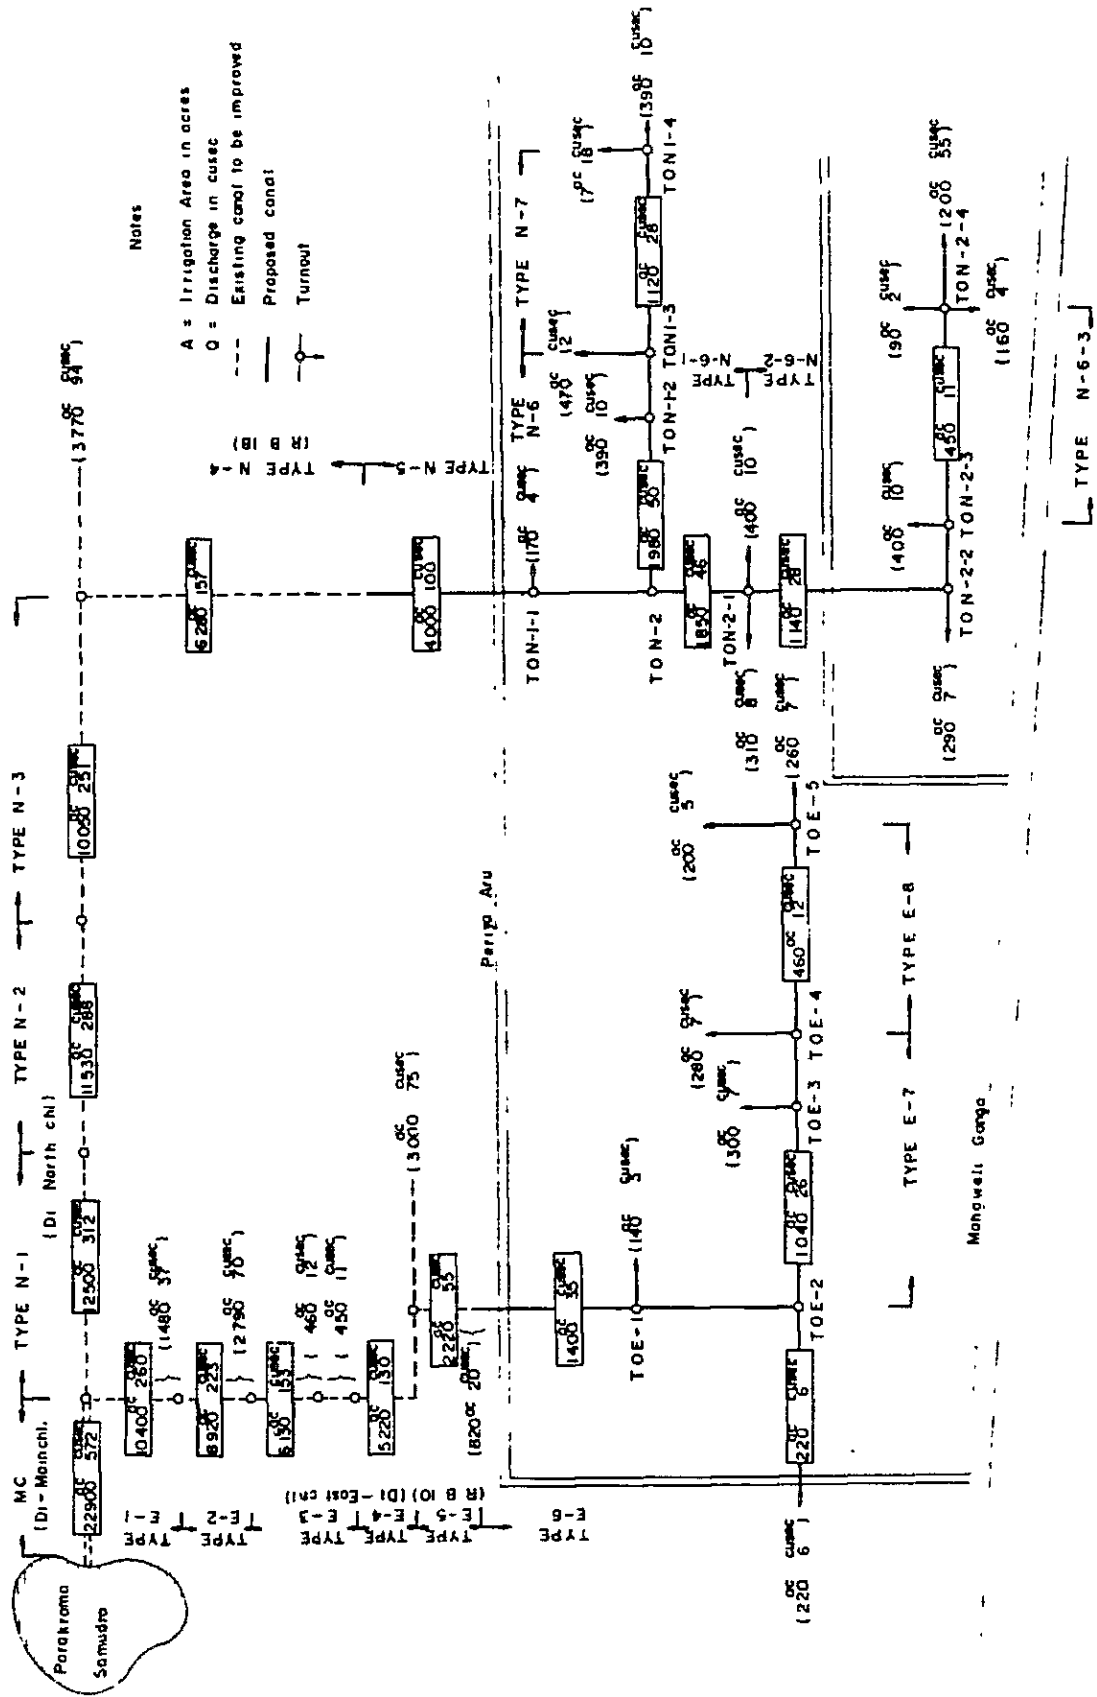 Parakrama
Samudra
MC
(D1-Mainchl.)
TYPE N-1
(D1 North chl)
TYPE N-2
TYPE N-3
ac cusec
22900 572
ac cusec
12500 312
ac cusec
11530 288
ac cusec
10050 251
ac cusec
(3770 94)
Notes
A = Irrigation Area in acres
Q = Discharge in cusec
Existing canal to be improved
Proposed canal
Turnout
TYPE N-4
(R B 1B)
TYPE N-5
ac cusec
6280 157
ac cusec
4000 100
TYPE E-1
TYPE E-2
TYPE E-3
TYPE E-4
TYPE E-5
TYPE E-6
(D1-East chl)
ac cusec
10400 260
ac cusec
(1480 37)
ac cusec
8920 223
ac cusec
(2790 70)
ac cusec
6130 153
ac cusec
(460 12)
ac cusec
(450 11)
ac cusec
5220 130
ac cusec
(3000 75)
ac cusec
2220 55
ac cusec
(820 20)
Periya Aru
ac cusec
1400 35
TOE-1
ac cusec
(140 3)
TOE-2
ac cusec
220 6
ac cusec
(220 6)
ac cusec
1040 26
TOE-3
ac cusec
(300 7)
TOE-4
ac cusec
(280 7)
ac cusec
460 12
TOE-5
ac cusec
(200 5)
ac cusec
(260 7)
TYPE E-7
TYPE E-8
Mahaweli Ganga
TON-1-1
ac cusec
(170 4)
TYPE N-6
TYPE N-7
TON-2
ac cusec
1980 50
TON-1-2
ac cusec
(390 10)
TON1-3
ac cusec
(470 12)
ac cusec
1120 28
TON1-4
ac cusec
(7 18)
ac cusec
(390 10)
ac cusec
1850 46
TON-2-1
ac cusec
(400 10)
ac cusec
(310 8)
TYPE N-6-1
TYPE N-6-2
ac cusec
1140 28
TON-2-2
ac cusec
(290 7)
TON-2-3
ac cusec
(400 10)
ac cusec
450 11
TON-2-4
ac cusec
(90 2)
ac cusec
(200 55)
ac cusec
(160 4)
TYPE N-6-3